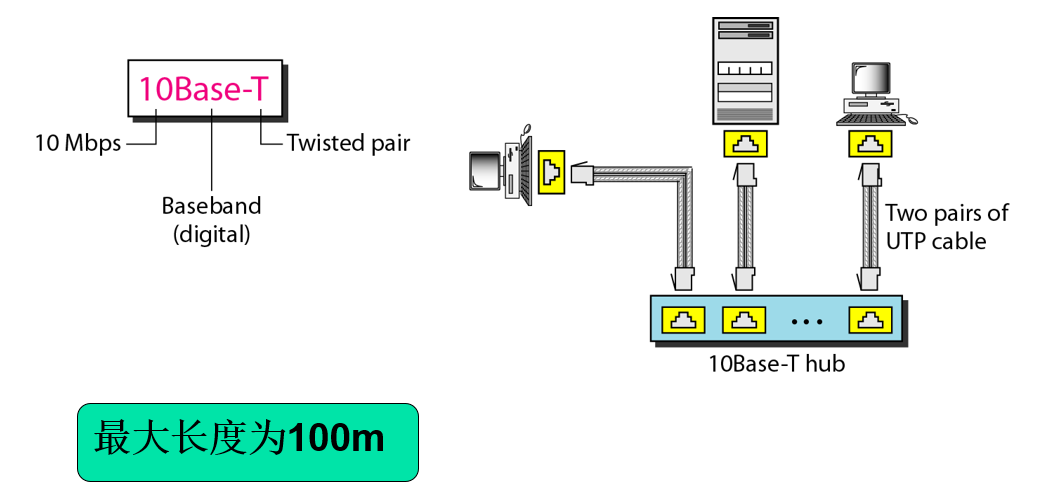 10Base-T
10 Mbps
Twisted pair
Baseband
(digital)
Two pairs of
UTP cable
10Base-T hub
最大长度为100m